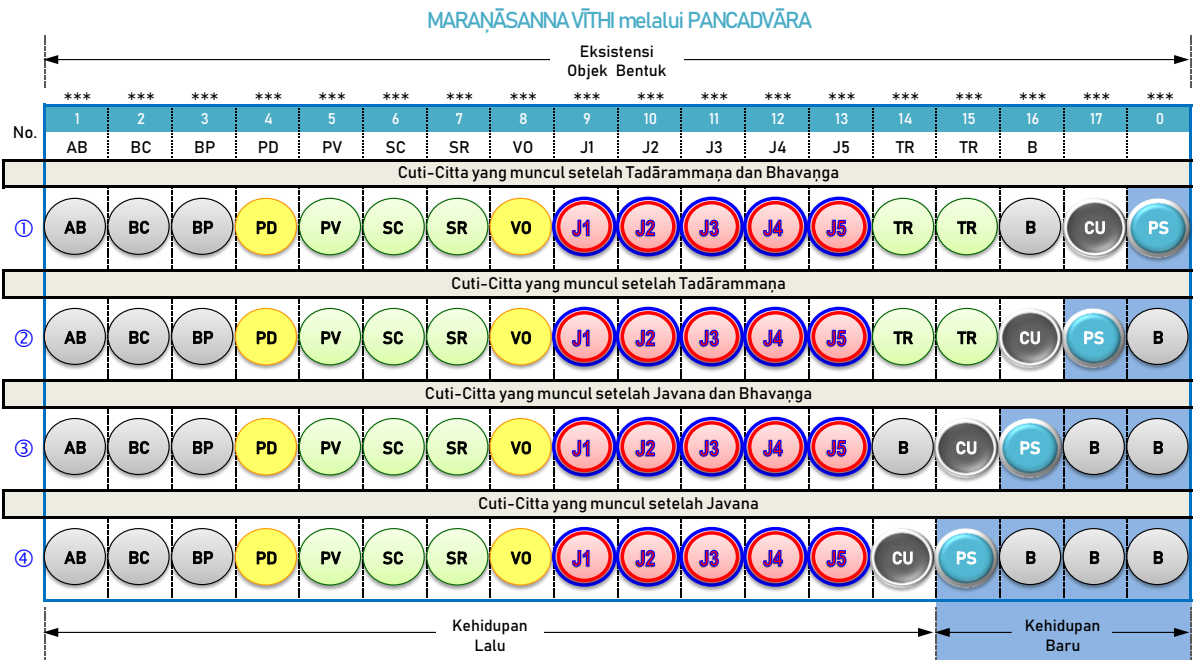 MARAṆĀSANNA VĪTHI melalui PANCADVĀRA
Eksistensi
Objek Bentuk
*** *** *** *** *** *** *** *** *** *** *** *** *** *** *** *** *** ***
No. 1 2 3 4 5 6 7 8 9 10 11 12 13 14 15 16 17 0
AB BC BP PD PV SC SR VO J1 J2 J3 J4 J5 TR TR B
Cuti-Citta yang muncul setelah Tadārammaṇa dan Bhavaṇga
① AB BC BP PD PV SC SR VO J1 J2 J3 J4 J5 TR TR B CU PS
Cuti-Citta yang muncul setelah Tadārammaṇa
② AB BC BP PD PV SC SR VO J1 J2 J3 J4 J5 TR TR CU PS B
Cuti-Citta yang muncul setelah Javana dan Bhavaṇga
③ AB BC BP PD PV SC SR VO J1 J2 J3 J4 J5 B CU PS B B
Cuti-Citta yang muncul setelah Javana
④ AB BC BP PD PV SC SR VO J1 J2 J3 J4 J5 CU PS B B B
Kehidupan
Lalu
Kehidupan
Baru